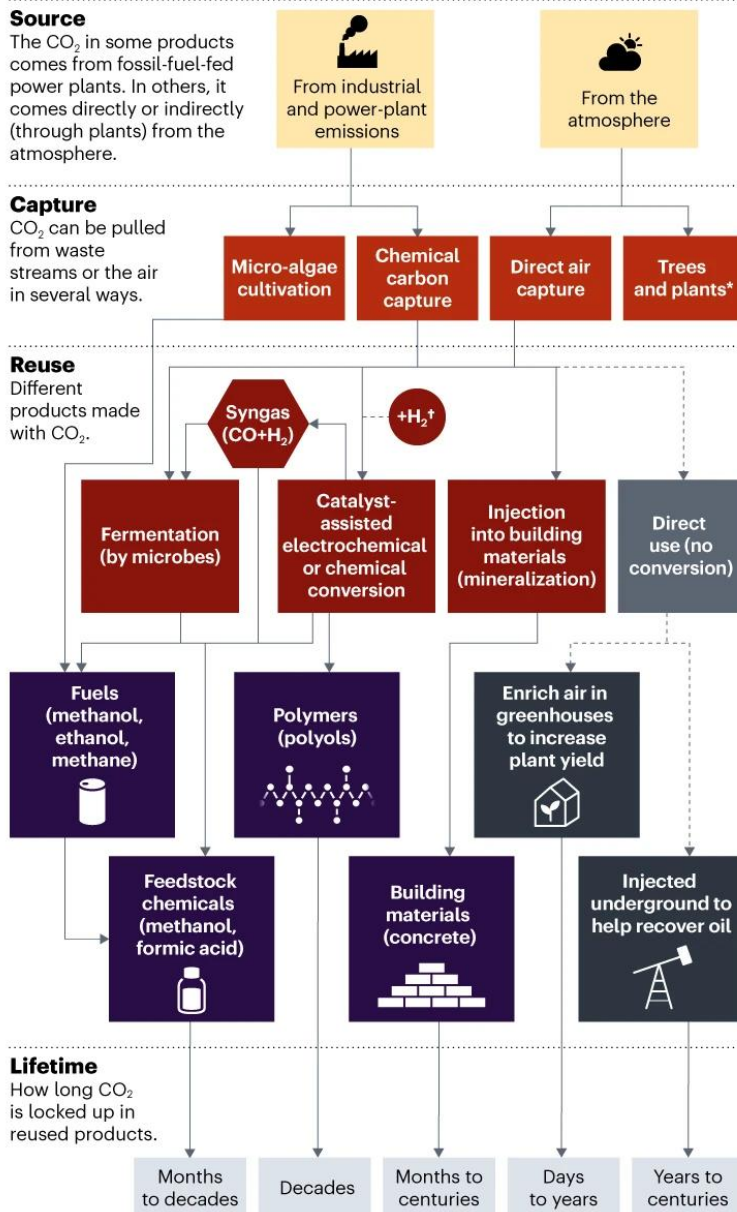 Source
The CO₂ in some products
comes from fossil-fuel-fed
power plants. In others, it
comes directly or indirectly
(through plants) from the
atmosphere.
From industrial
and power-plant
emissions
From the
atmosphere
Capture
CO₂ can be pulled
from waste
streams or the air
in several ways.
Micro-algae
cultivation
Chemical
carbon
capture
Direct air
capture
Trees
and plants*
Reuse
Different
products made
with CO₂.
Syngas
(CO+H₂)
+H₂†
Fermentation
(by microbes)
Catalyst-
assisted
electrochemical
or chemical
conversion
Injection
into building
materials
(mineralization)
Direct
use (no
conversion)
Fuels
(methanol,
ethanol,
methane)
Polymers
(polyols)
Enrich air in
greenhouses
to increase
plant yield
Feedstock
chemicals
(methanol,
formic acid)
Building
materials
(concrete)
Injected
underground to
help recover oil
Lifetime
How long CO₂
is locked up in
reused products.
Months
to decades
Decades
Months to
centuries
Days
to years
Years to
centuries